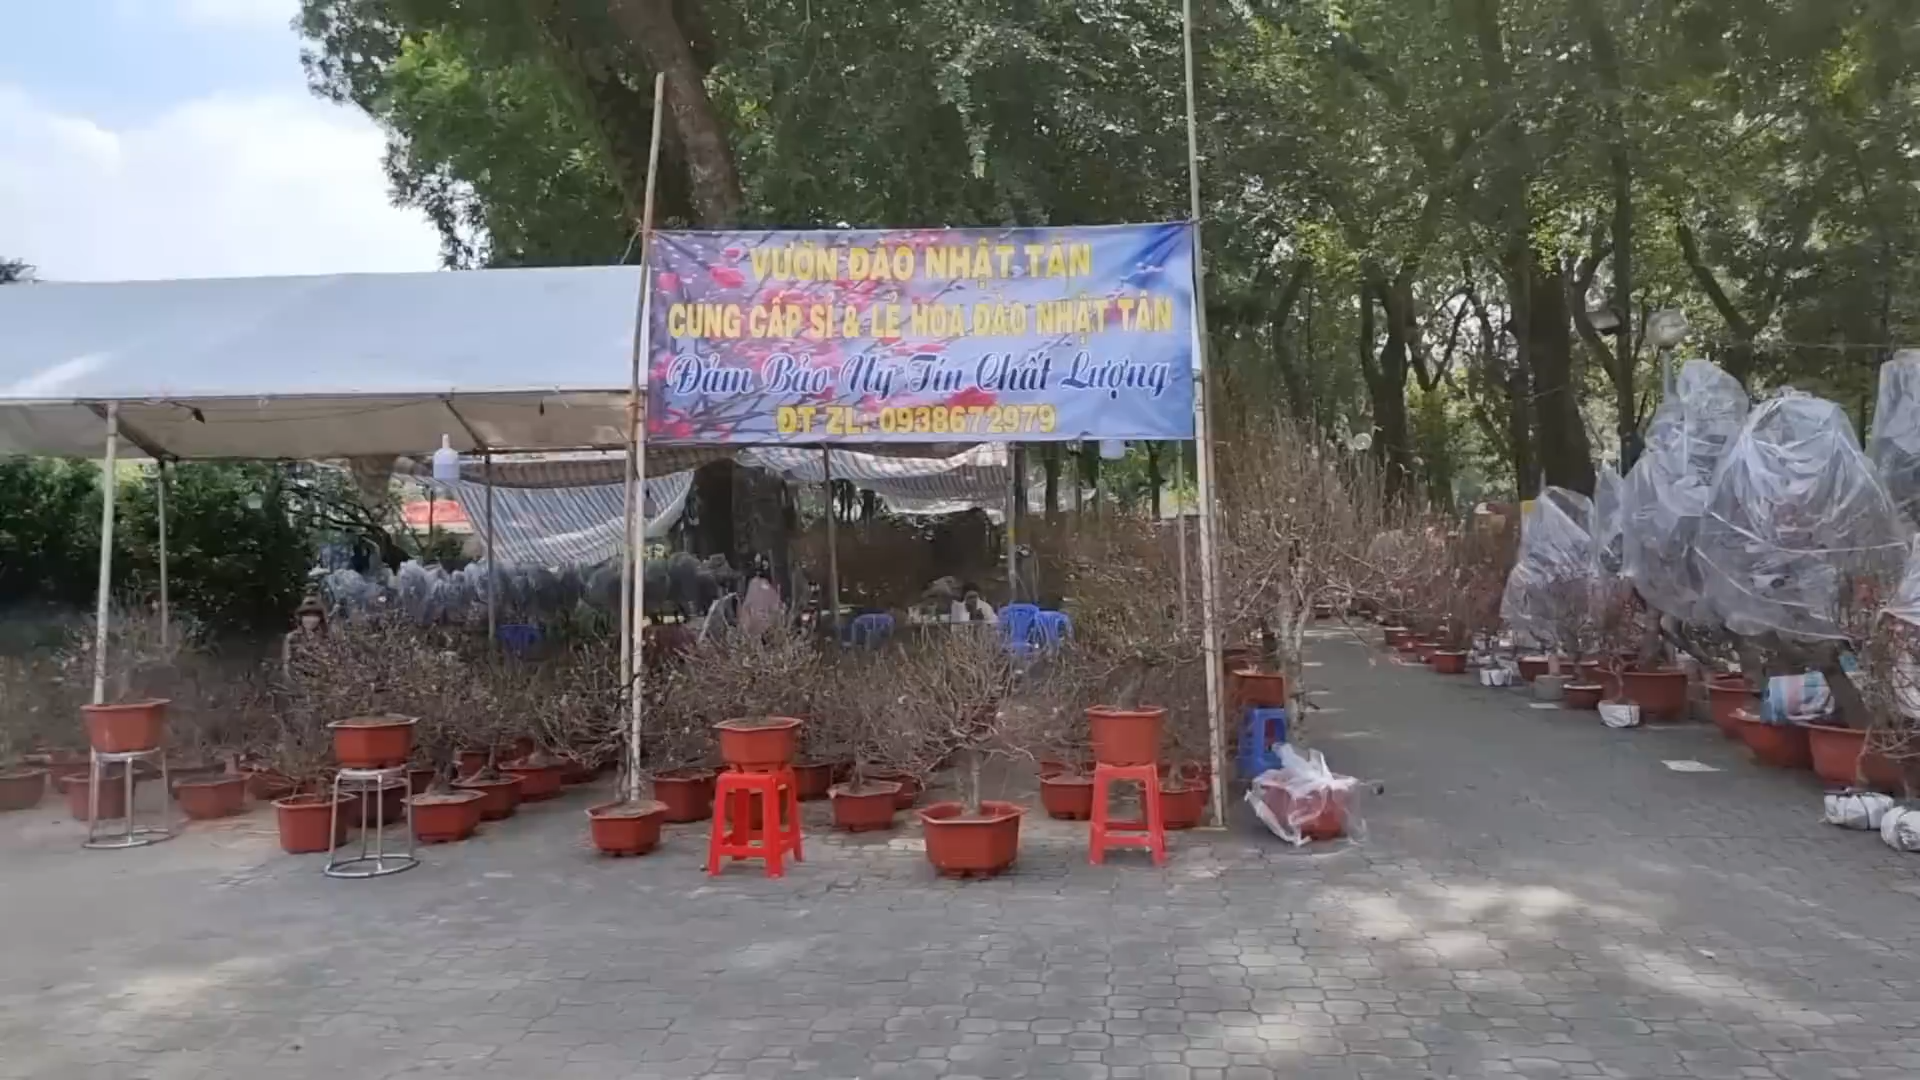 VƯỜN ĐÀO NHẬT TÂN
CUNG CẤP SỈ & LẺ HOA ĐÀO NHẬT TÂN
Đảm Bảo Uy Tín Chất Lượng
ĐT ZL: 0938672979